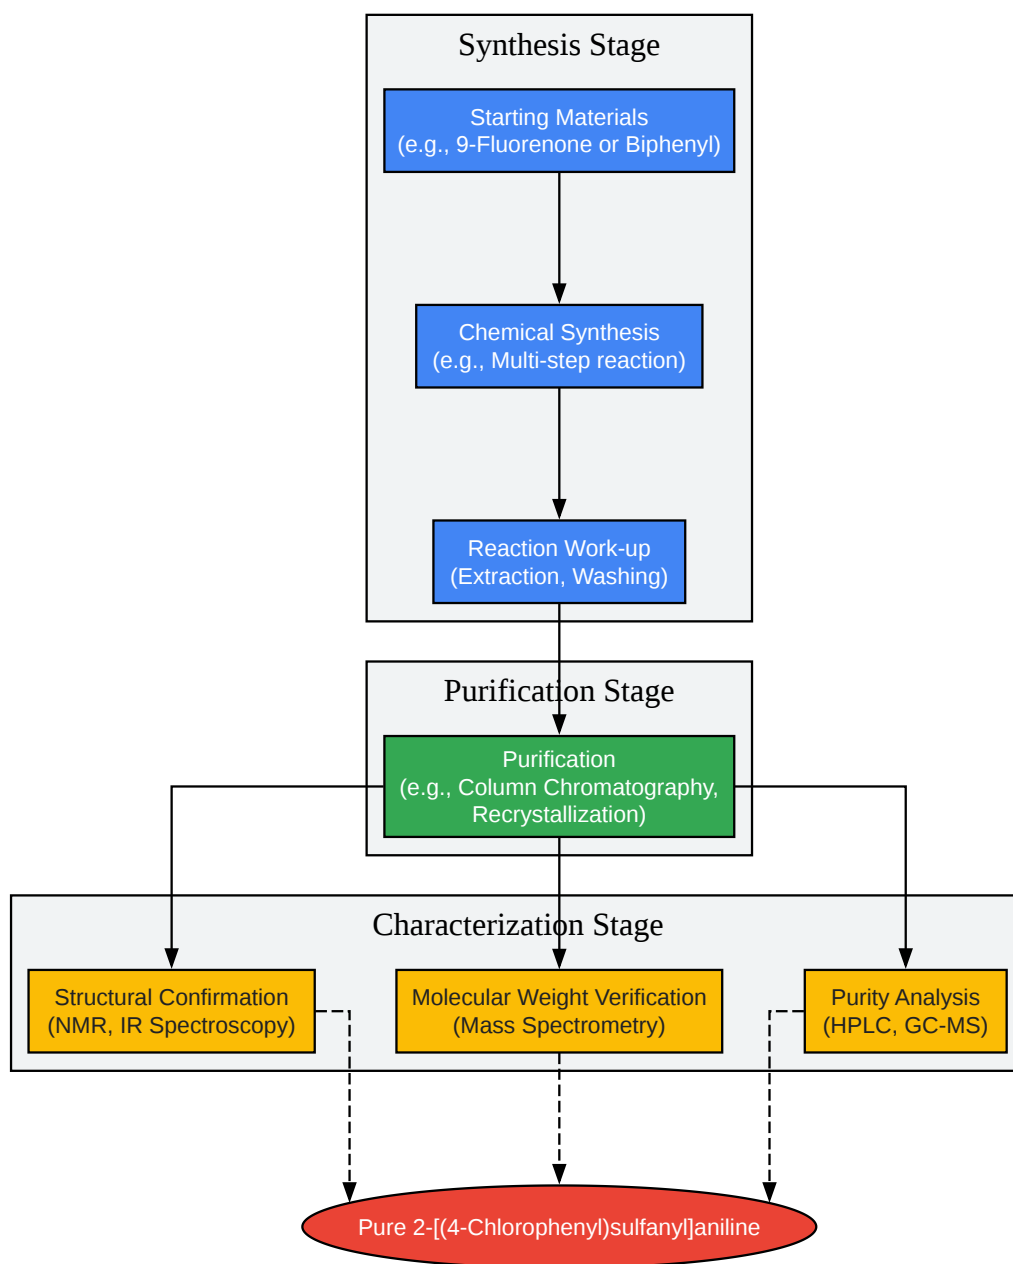 Synthesis Stage
Starting Materials
(e.g., 9-Fluorenone or Biphenyl)
Chemical Synthesis
(e.g., Multi-step reaction)
Reaction Work-up
(Extraction, Washing)
Purification Stage
Purification
(e.g., Column Chromatography,
Recrystallization)
Characterization Stage
Structural Confirmation
(NMR, IR Spectroscopy)
Molecular Weight Verification
(Mass Spectrometry)
Purity Analysis
(HPLC, GC-MS)
Pure 2-[(4-Chlorophenyl)sulfanyl]aniline